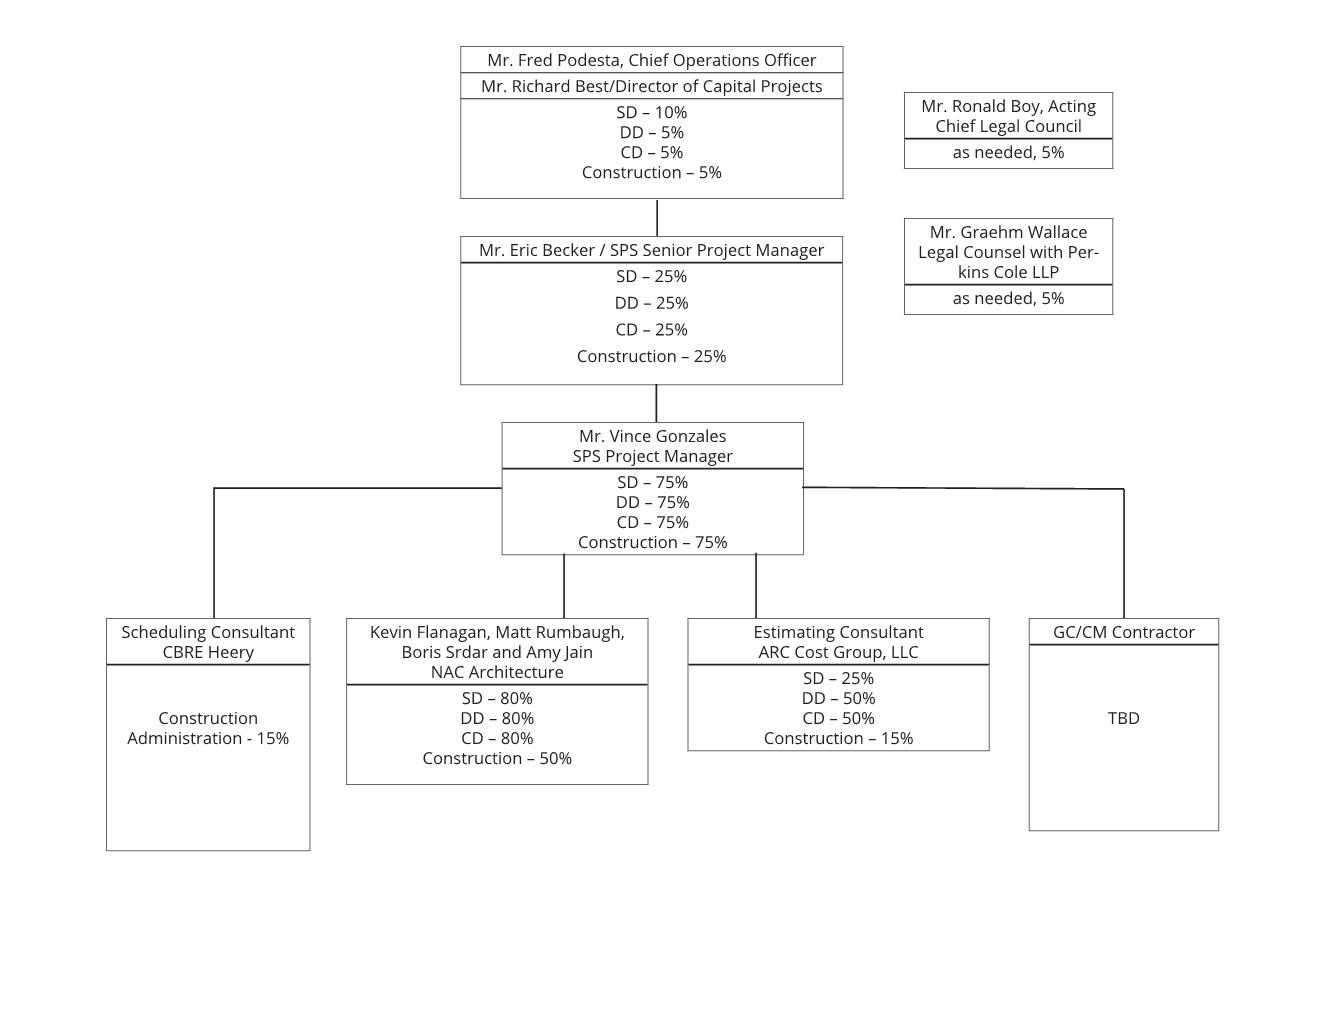 Mr. Fred Podesta, Chief Operations Officer
Mr. Richard Best/Director of Capital Projects
SD – 10%
DD – 5%
CD – 5%
Construction – 5%
Mr. Ronald Boy, Acting
Chief Legal Council
as needed, 5%
Mr. Graehm Wallace
Legal Counsel with Per-
kins Cole LLP
as needed, 5%
Mr. Eric Becker / SPS Senior Project Manager
SD – 25%
DD – 25%
CD – 25%
Construction – 25%
Mr. Vince Gonzales
SPS Project Manager
SD – 75%
DD – 75%
CD – 75%
Construction – 75%
Scheduling Consultant
CBRE Heery
Construction
Administration - 15%
Kevin Flanagan, Matt Rumbaugh,
Boris Srdar and Amy Jain
NAC Architecture
SD – 80%
DD – 80%
CD – 80%
Construction – 50%
Estimating Consultant
ARC Cost Group, LLC
SD – 25%
DD – 50%
CD – 50%
Construction – 15%
GC/CM Contractor
TBD